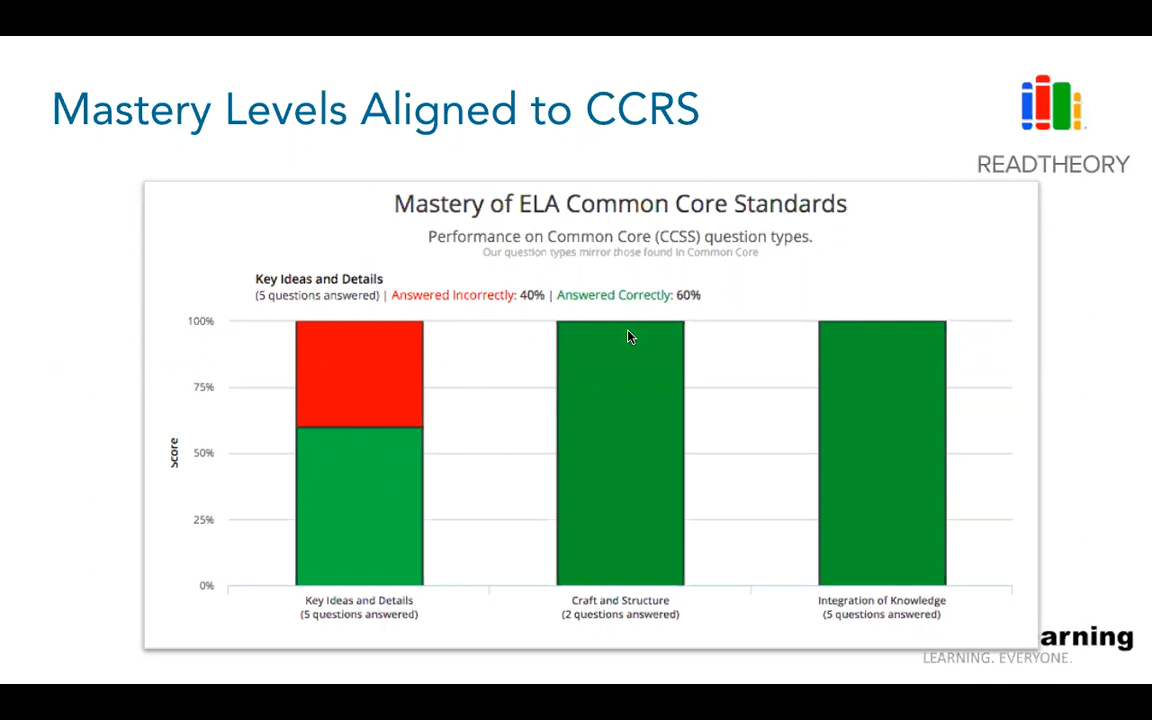 Mastery Levels Aligned to CCRS
READTHEORY
Mastery of ELA Common Core Standards
Performance on Common Core (CCSS) question types.
Our question types mirror those found in Common Core
Key Ideas and Details
(5 questions answered) | Answered Incorrectly: 40% | Answered Correctly: 60%
100%
75%
50%
25%
0%
Score
Key Ideas and Details
(5 questions answered)
Craft and Structure
(2 questions answered)
Integration of Knowledge
(5 questions answered)
arning
LEARNING. EVERYONE.